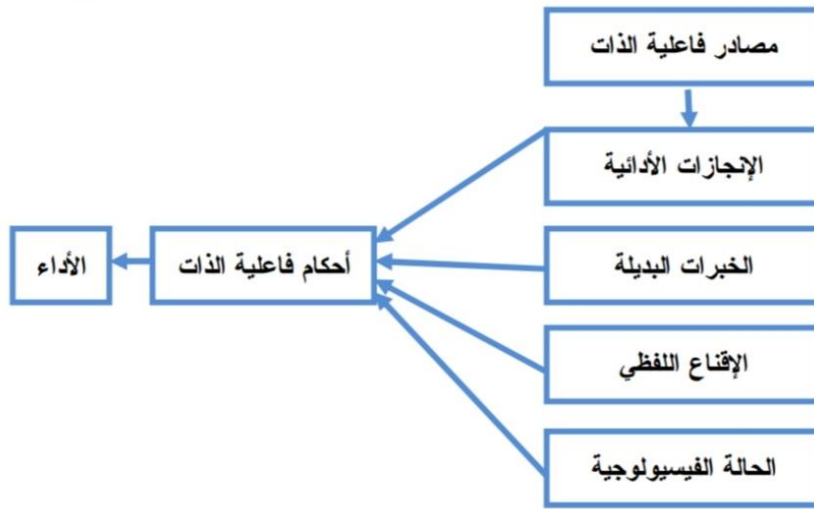 مصادر فاعلية الذات
الإنجازات الأدائية
الخبرات البديلة
أحكام فاعلية الذات
الأداء
الإقناع اللفظي
الحالة الفيسيولوجية